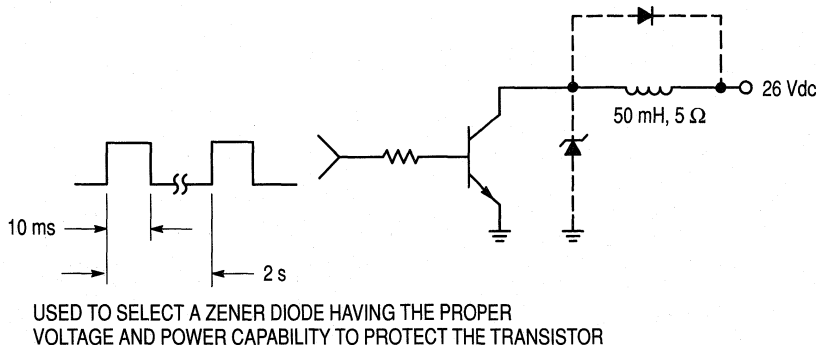 26 Vdc
50 mH, 5 Ω
10 ms
2 s
USED TO SELECT A ZENER DIODE HAVING THE PROPER
VOLTAGE AND POWER CAPABILITY TO PROTECT THE TRANSISTOR